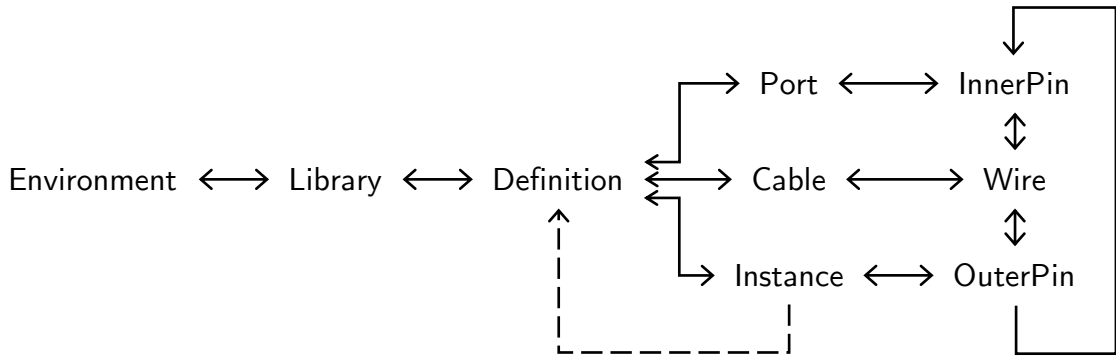 Port InnerPin
Environment Library Definition Cable Wire
Instance OuterPin